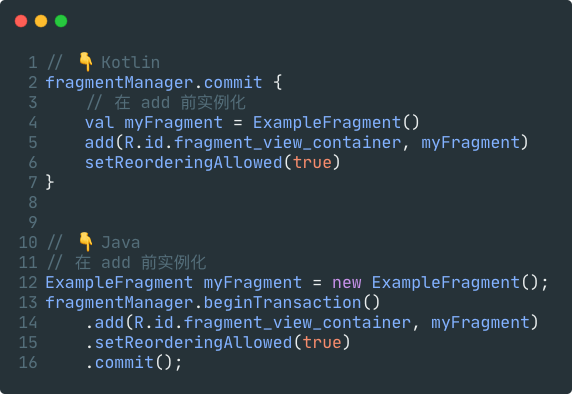 1 // 👇 Kotlin
2 fragmentManager.commit {
3     // 在 add 前实例化
4     val myFragment = ExampleFragment()
5     add(R.id.fragment_view_container, myFragment)
6     setReorderingAllowed(true)
7 }
8
9
10 // 👇 Java
11 // 在 add 前实例化
12 ExampleFragment myFragment = new ExampleFragment();
13 fragmentManager.beginTransaction()
14     .add(R.id.fragment_view_container, myFragment)
15     .setReorderingAllowed(true)
16     .commit();